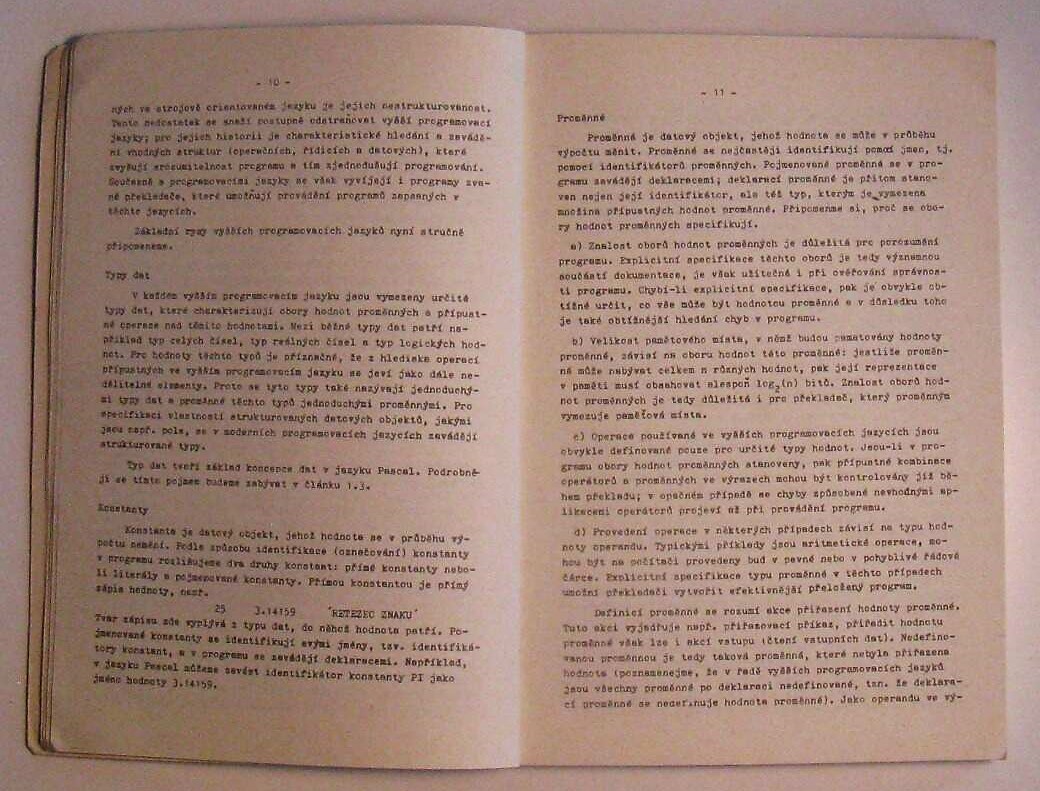 - 10 -
ných ve strojově orientovaném jazyku je jejich nestrukturovanost.
Tento nedostatek se snaží postupně odstraňovat vyšší programovací
jazyky; pro jejich historii je charakteristické hledání a zavádě-
ní vhodných struktur (operačních, řídicích a datových), které
zvyšují srozumitelnost programu a tím zjednodušují programování.
Současně s programovacími jazyky se však vyvíjejí i programy zva-
né překladače, které umožňují provádění programů zapsaných v
těchto jazycích.
Základní rysy vyšších programovacích jazyků nyní stručně
připomeneme.
Typy dat
V každém vyšším programovacím jazyku jsou vymezeny určité
typy dat, které charakterizují obory hodnot proměnných a přípust-
né operace nad těmito hodnotami. Mezi běžné typy dat patří na-
příklad typ celých čísel, typ reálných čísel a typ logických hod-
not. Pro hodnoty těchto typů je příznačné, že z hlediska operací
přípustných ve vyšším programovacím jazyku se jeví jako dále ne-
dělitelné elementy. Proto se tyto typy také nazývají jednoduchý-
mi typy dat a proměnné těchto typů jednoduchými proměnnými. Pro
specifikaci vlastností strukturovaných datových objektů, jakými
jsou např. pole, se v moderních programovacích jazycích zavádějí
strukturované typy.
Typ dat tvoří základ koncepce dat v jazyku Pascal. Podrobně-
ji se tímto pojmem budeme zabývat v článku 1.3.
Konstanty
Konstanta je datový objekt, jehož hodnota se v průběhu vý-
počtu nemění. Podle způsobu identifikace (označování) konstanty
v programu rozlišujeme dva druhy konstant: přímé konstanty nebo-
li literály a pojmenované konstanty. Přímou konstantou je přímý
zápis hodnoty, např.
25 3.14159 'RETEZEC ZNAKU'
Tvar zápisu zde vyplývá z typu dat, do něhož hodnota patří. Po-
jmenované konstanty se identifikují svými jmény, tzv. identifiká-
tory konstant, a v programu se zavádějí deklaracemi. Například,
v jazyku Pascal můžeme zavést identifikátor konstanty PI jako
jméno hodnoty 3.14159.
- 11 -
Proměnné
Proměnná je datový objekt, jehož hodnota se může v průběhu
výpočtu měnit. Proměnné se nejčastěji identifikují pomocí jmen, tj.
pomocí identifikátorů proměnných. Pojmenované proměnné se v pro-
gramu zavádějí deklaracemi; deklarací proměnné je přitom stano-
ven nejen její identifikátor, ale též typ, kterým je vymezena
množina přípustných hodnot proměnné. Připomeňme si, proč se obo-
ry hodnot proměnných specifikují.
a) Znalost oborů hodnot proměnných je důležitá pro porozumění
programu. Explicitní specifikace těchto oborů je tedy významnou
součástí dokumentace, je však užitečná i při ověřování správnos-
ti programu. Chybí-li explicitní specifikace, pak je obvykle ob-
tížné určit, co vše může být hodnotou proměnné a v důsledku toho
je také obtížnější hledání chyb v programu.
b) Velikost paměťového místa, v němž budou pamatovány hodnoty
proměnné, závisí na oboru hodnot této proměnné: jestliže proměn-
ná může nabývat celkem n různých hodnot, pak její reprezentace
v paměti musí obsahovat alespoň log₂(n) bitů. Znalost oborů hod-
not proměnných je tedy důležitá i pro překladač, který proměnným
vymezuje paměťová místa.
c) Operace používané ve vyšších programovacích jazycích jsou
obvykle definované pouze pro určité typy hodnot. Jsou-li v pro-
gramu obory hodnot proměnných stanoveny, pak přípustné kombinace
operátorů a proměnných ve výrazech mohou být kontrolovány již bě-
hem překladu; v opačném případě se chyby způsobené nevhodnými ap-
likacemi operátorů projeví až při provádění programu.
d) Provedení operace v některých případech závisí na typu hod-
noty operandu. Typickými příklady jsou aritmetické operace, mo-
hou být na počítači provedeny buď v pevné nebo v pohyblivé řádové
čárce. Explicitní specifikace typu proměnné v těchto případech
umožní překladači vytvořit efektivnější přeložený program.
Definicí proměnné se rozumí akce přiřazení hodnoty proměnné.
Tuto akci vyjadřuje např. přiřazovací příkaz, přiřadit hodnotu
proměnné však lze i akcí vstupu (čtení vstupních dat). Nedefino-
vanou proměnnou je tedy taková proměnná, které nebyla přiřazena
hodnota (poznamenejme, že v řadě vyšších programovacích jazyků
jsou všechny proměnné po deklaraci nedefinované, tzn. že deklara-
cí proměnné se nedefinuje hodnota proměnné). Jako operandu ve vý-